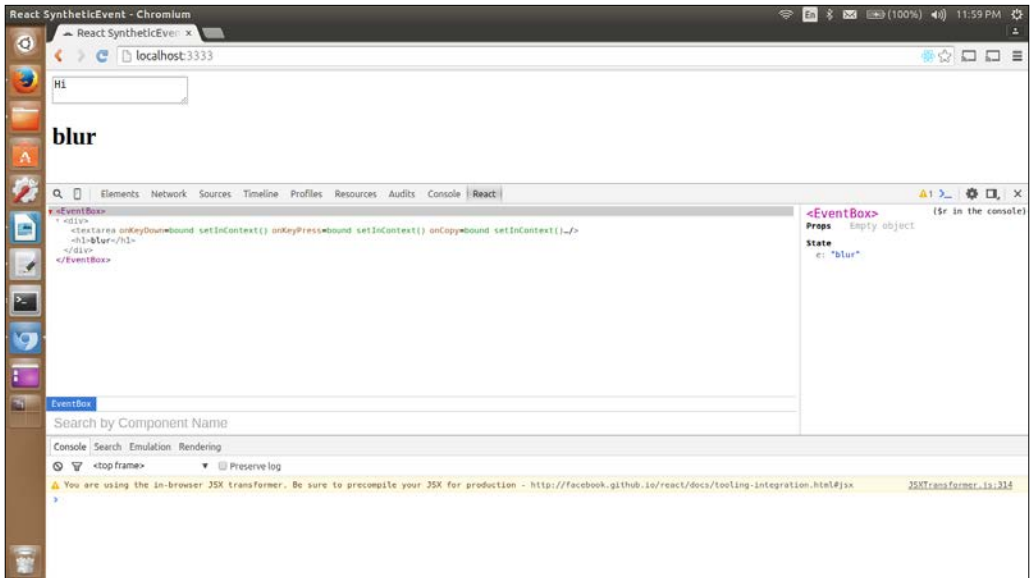 React SyntheticEvent - Chromium
En
(100%)
11:59 PM
React SyntheticEven ×
localhost:3333
Hi
blur
Elements Network Sources Timeline Profiles Resources Audits Console React
1
<EventBox>
<div>
<textarea onKeyDown=bound setInContext() onKeyPress=bound setInContext() onCopy=bound setInContext()…/>
<h1>blur</h1>
</div>
</EventBox>
<EventBox> ($r in the console)
Props Empty object
State
e: "blur"
EventBox
Search by Component Name
Console Search Emulation Rendering
<top frame> ▼ Preserve log
You are using the in-browser JSX transformer. Be sure to precompile your JSX for production - http://facebook.github.io/react/docs/tooling-integration.html#jsx JSXTransformer.js:314
>